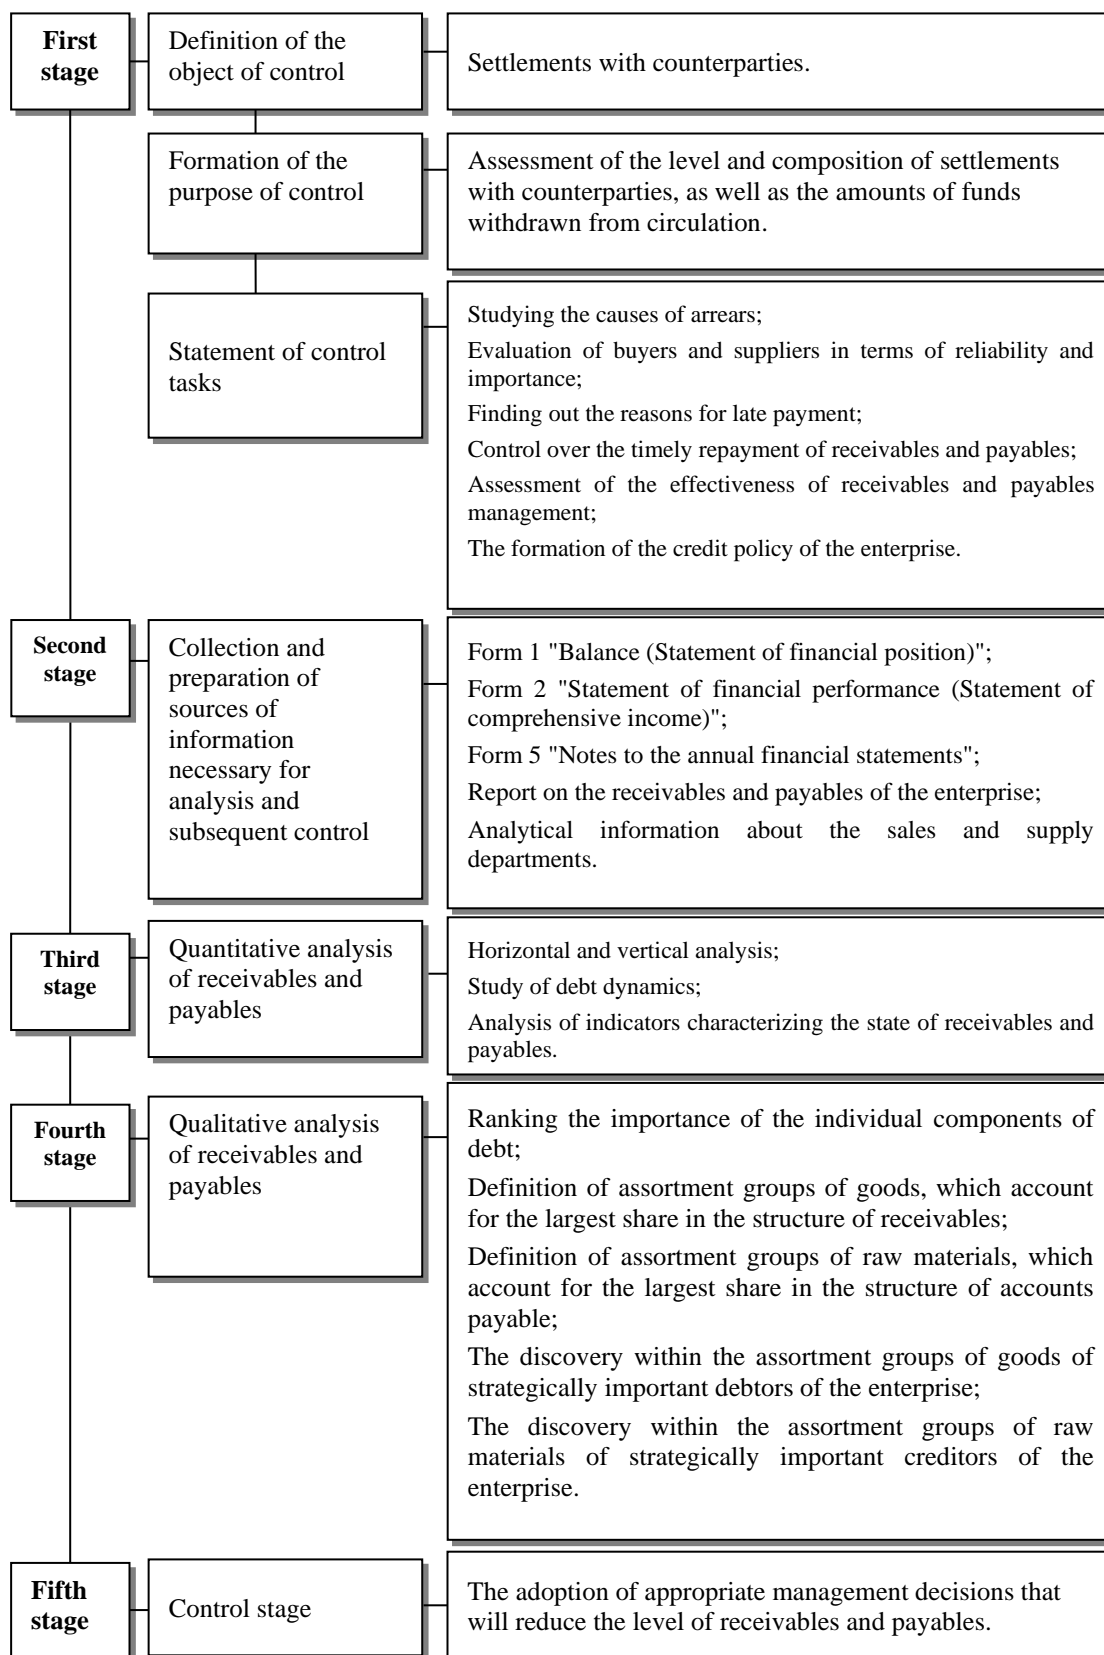 First
stage
Definition of the
object of control
Settlements with counterparties.
Formation of the
purpose of control
Assessment of the level and composition of settlements
with counterparties, as well as the amounts of funds
withdrawn from circulation.
Statement of control
tasks
Studying the causes of arrears;
Evaluation of buyers and suppliers in terms of reliability and
importance;
Finding out the reasons for late payment;
Control over the timely repayment of receivables and payables;
Assessment of the effectiveness of receivables and payables
management;
The formation of the credit policy of the enterprise.
Second
stage
Collection and
preparation of
sources of
information
necessary for
analysis and
subsequent control
Form 1 "Balance (Statement of financial position)";
Form 2 "Statement of financial performance (Statement of
comprehensive income)";
Form 5 "Notes to the annual financial statements";
Report on the receivables and payables of the enterprise;
Analytical information about the sales and supply
departments.
Third
stage
Quantitative analysis
of receivables and
payables
Horizontal and vertical analysis;
Study of debt dynamics;
Analysis of indicators characterizing the state of receivables and
payables.
Fourth
stage
Qualitative analysis
of receivables and
payables
Ranking the importance of the individual components of
debt;
Definition of assortment groups of goods, which account
for the largest share in the structure of receivables;
Definition of assortment groups of raw materials, which
account for the largest share in the structure of accounts
payable;
The discovery within the assortment groups of goods of
strategically important debtors of the enterprise;
The discovery within the assortment groups of raw
materials of strategically important creditors of the
enterprise.
Fifth
stage
Control stage
The adoption of appropriate management decisions that
will reduce the level of receivables and payables.